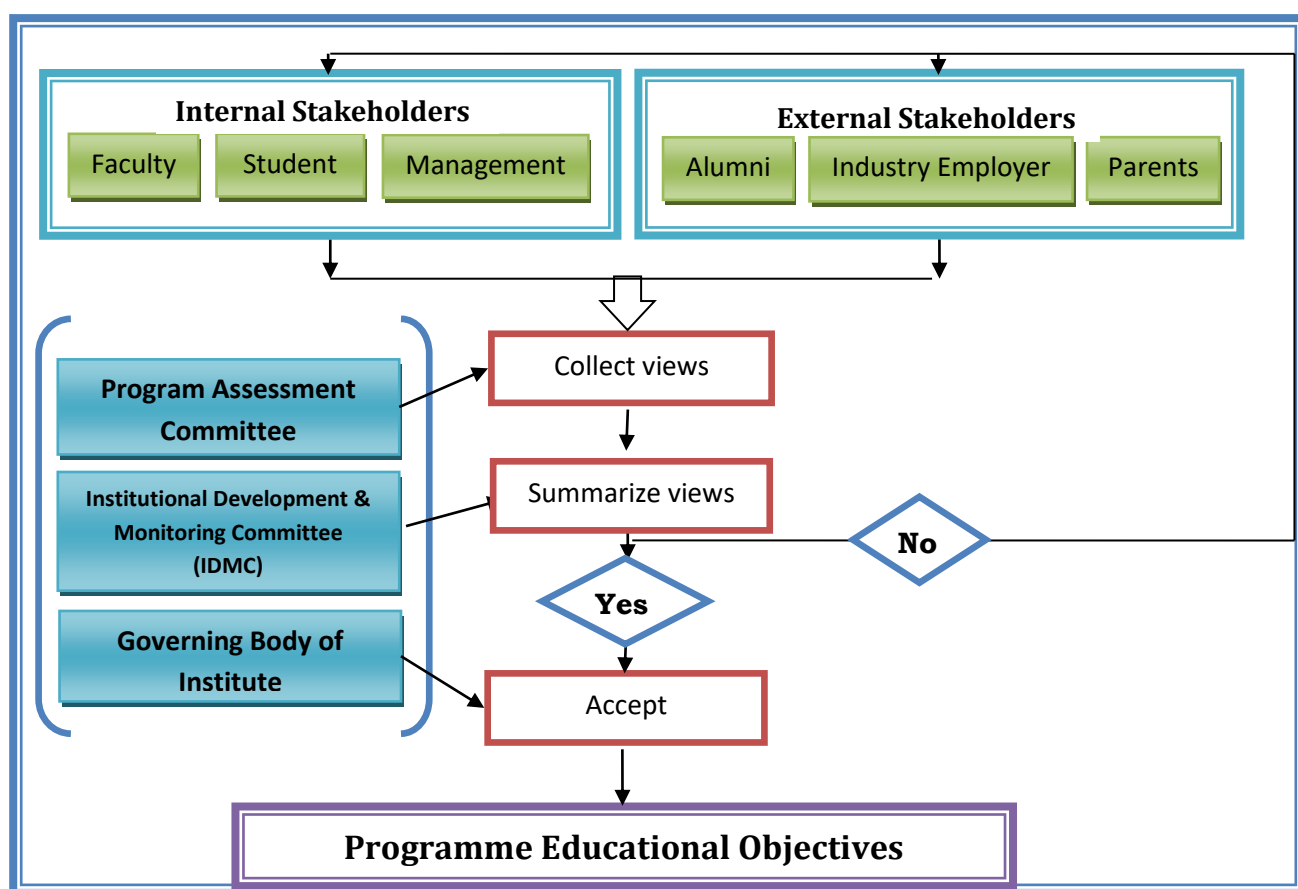 Internal Stakeholders
Faculty
Student
Management
External Stakeholders
Alumni
Industry Employer
Parents
Collect views
Program Assessment
Committee
Summarize views
Institutional Development &
Monitoring Committee
(IDMC)
No
Yes
Governing Body of
Institute
Accept
Programme Educational Objectives